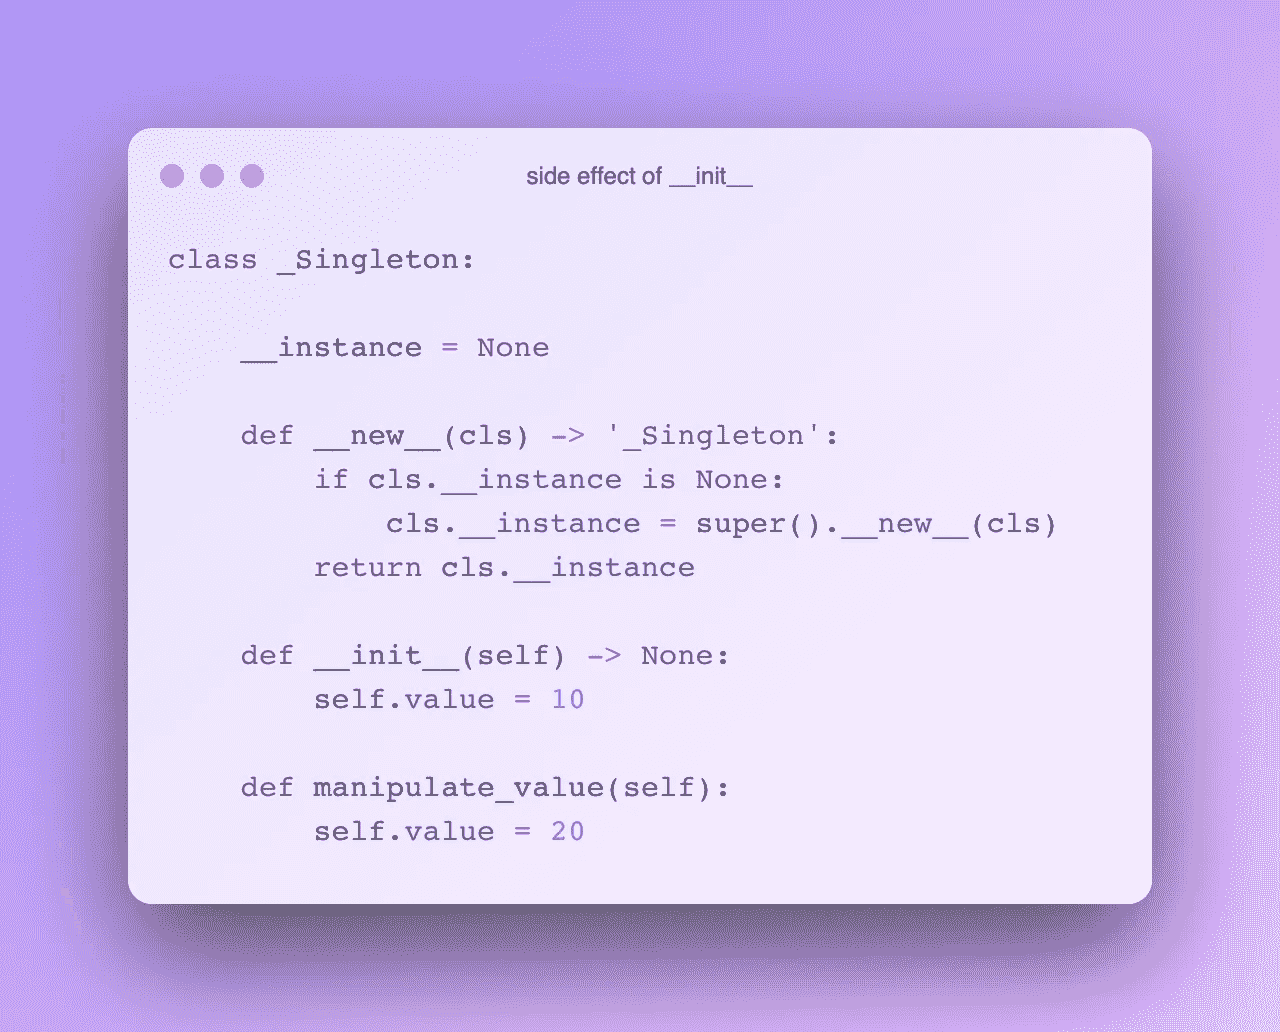 side effect of __init__
class _Singleton:
    __instance = None
    def __new__(cls) -> '_Singleton':
        if cls.__instance is None:
            cls.__instance = super().__new__(cls)
        return cls.__instance
    def __init__(self) -> None:
        self.value = 10
    def manipulate_value(self):
        self.value = 20